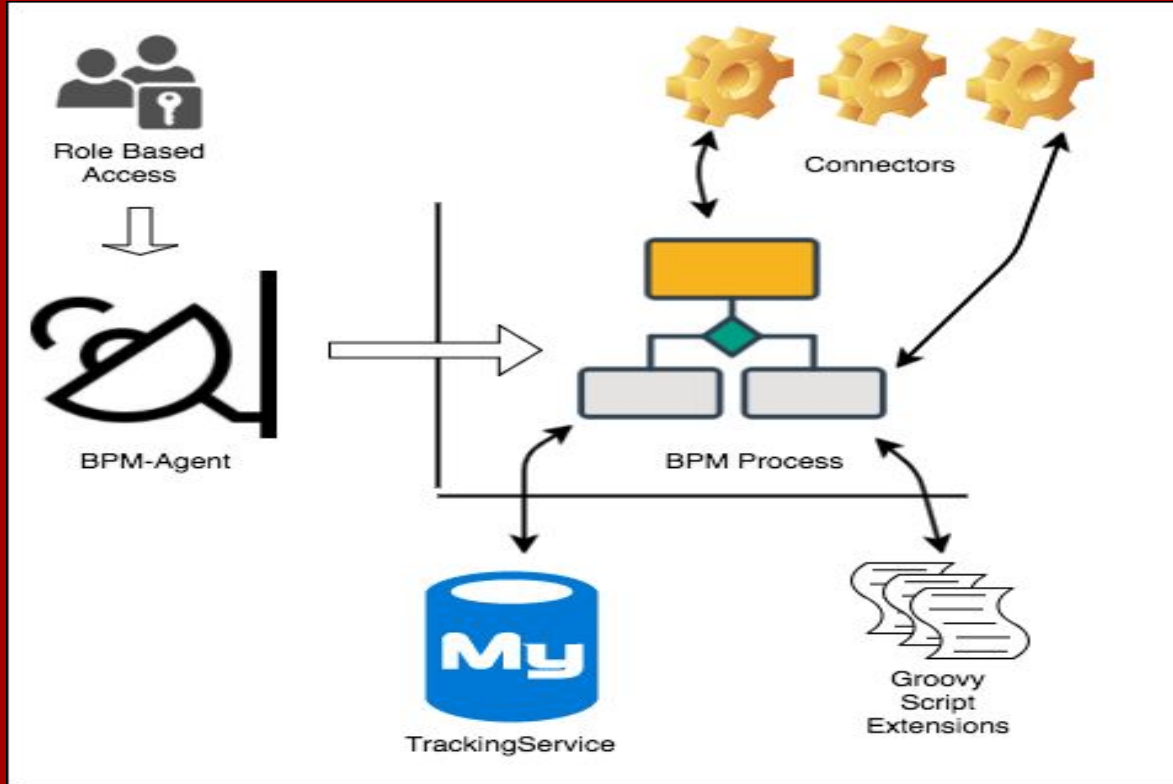 Role Based
Access
Connectors
BPM-Agent
BPM Process
My
TrackingService
Groovy
Script
Extensions